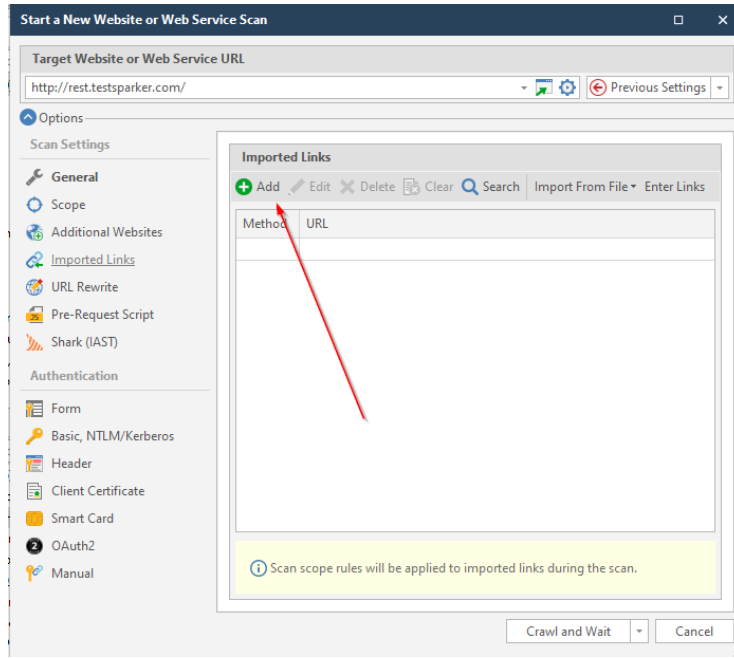 Start a New Website or Web Service Scan
Target Website or Web Service URL
http://rest.testsparker.com/
Previous Settings
Options
Scan Settings
General
Scope
Additional Websites
Imported Links
URL Rewrite
JS
Pre-Request Script
Shark (IAST)
Authentication
Form
Basic, NTLM/Kerberos
Header
Client Certificate
Smart Card
2
OAuth2
Manual
Imported Links
Add Edit Delete Clear Search Import From File Enter Links
Method URL
Scan scope rules will be applied to imported links during the scan.
Crawl and Wait Cancel